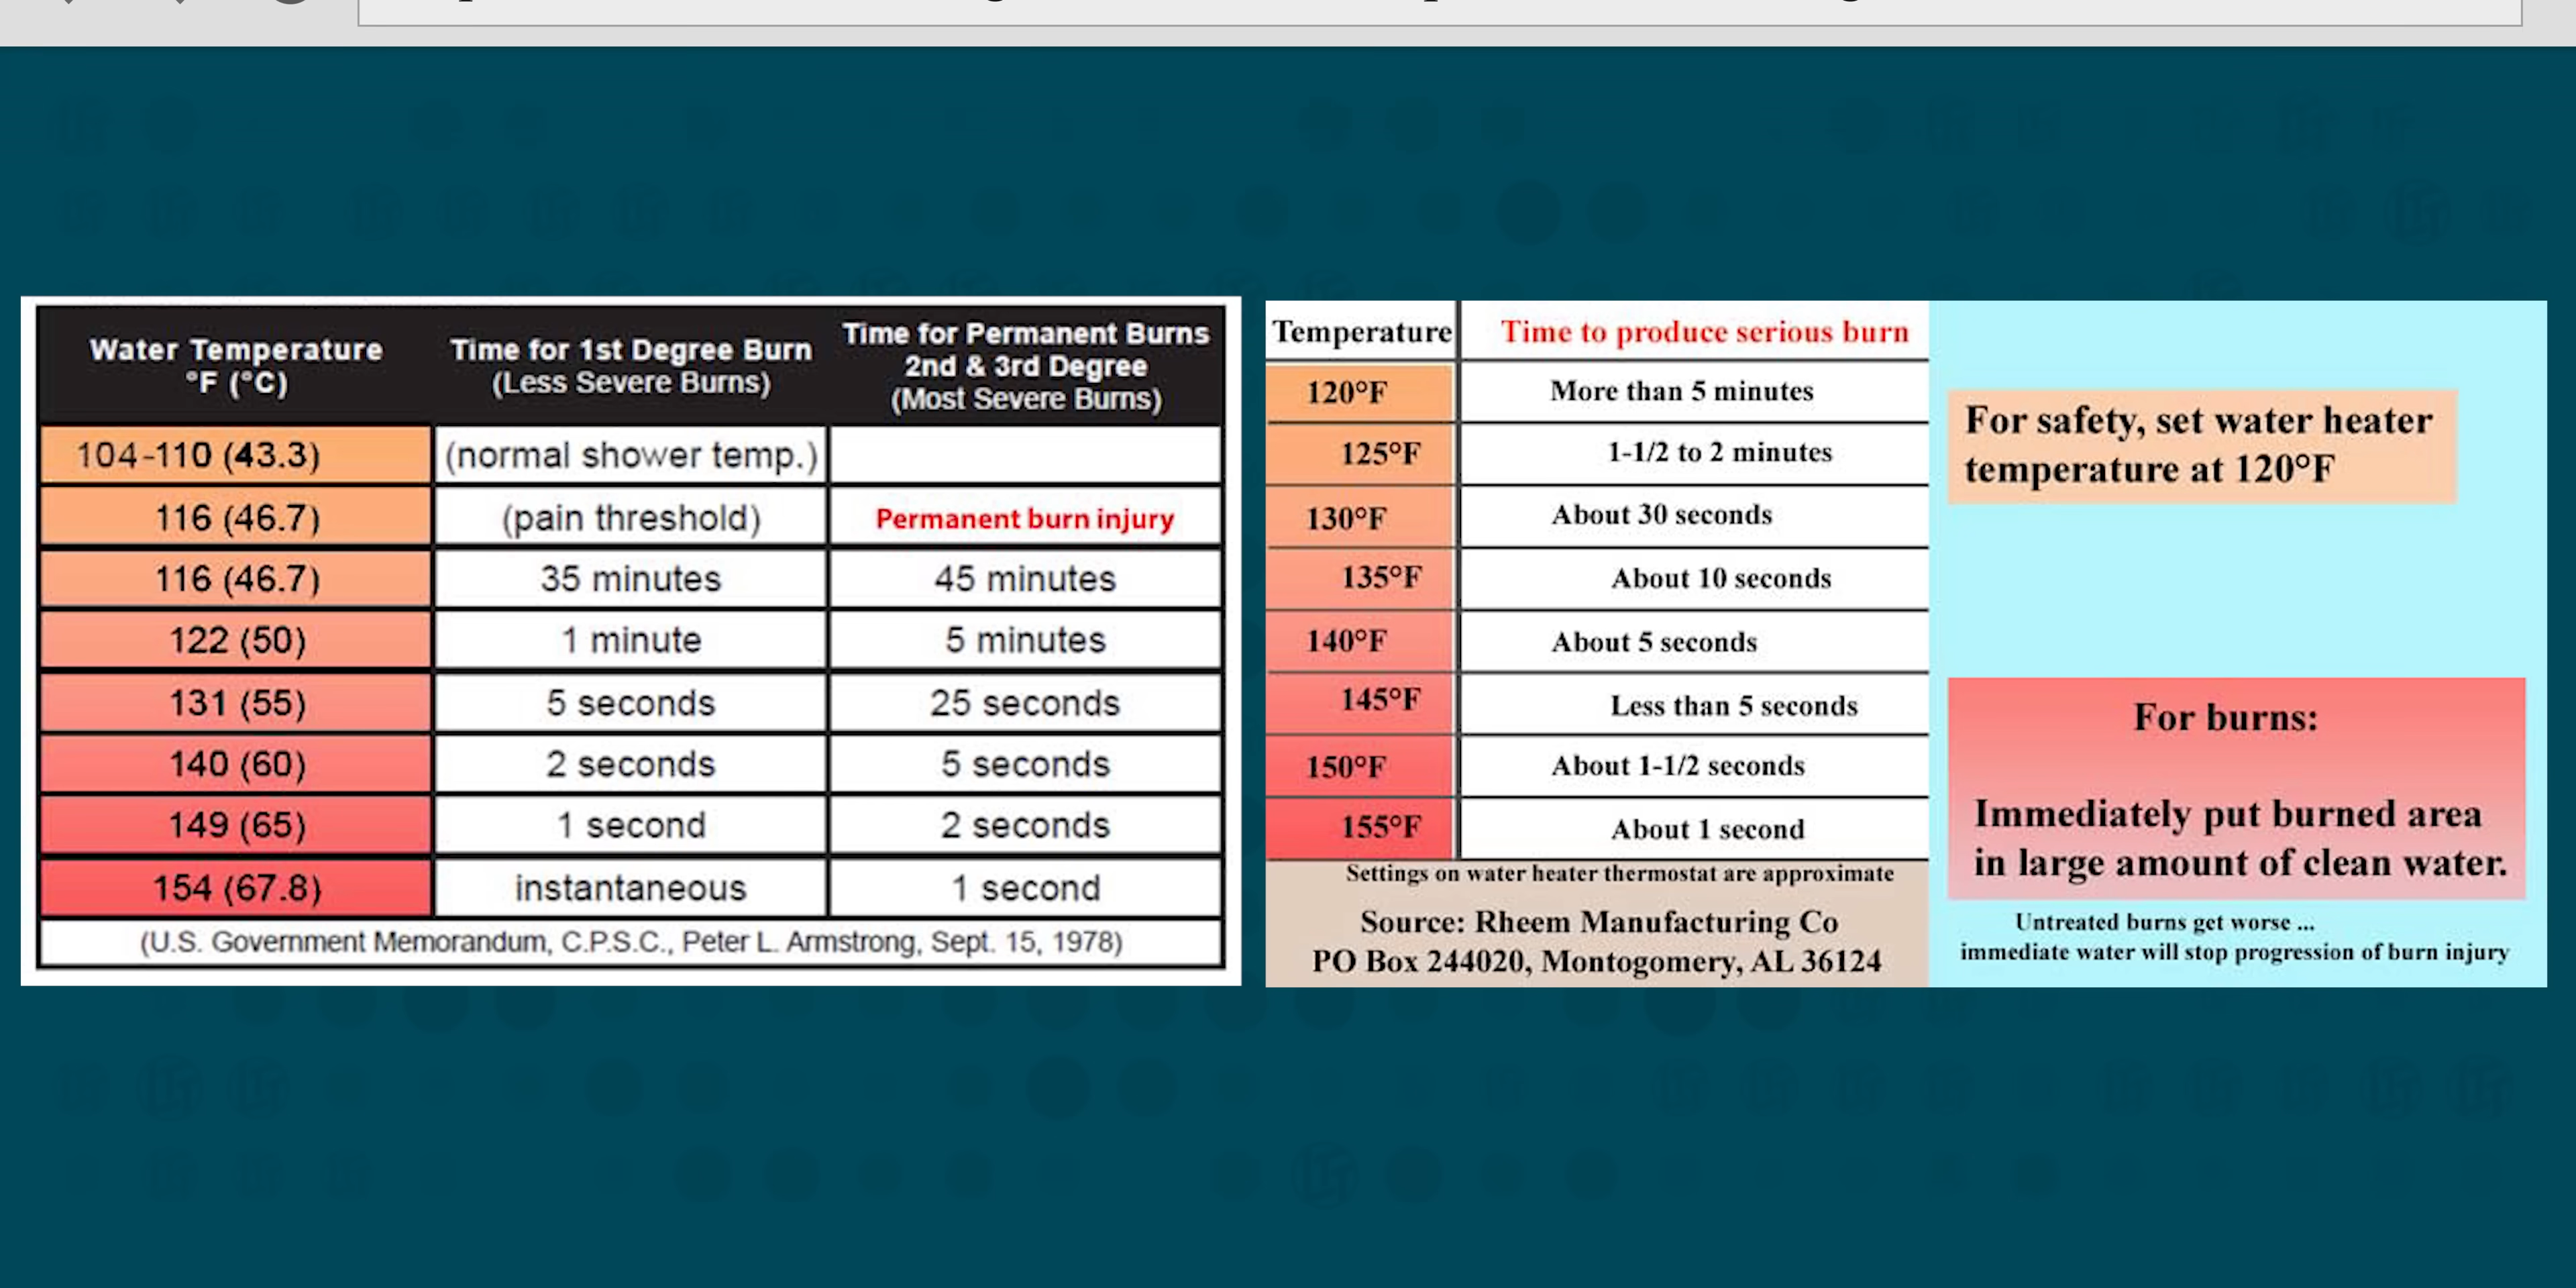 Water Temperature
°F (°C)
Time for 1st Degree Burn
(Less Severe Burns)
Time for Permanent Burns
2nd & 3rd Degree
(Most Severe Burns)
104-110 (43.3)
(normal shower temp.)
116 (46.7)
(pain threshold)
Permanent burn injury
116 (46.7)
35 minutes
45 minutes
122 (50)
1 minute
5 minutes
131 (55)
5 seconds
25 seconds
140 (60)
2 seconds
5 seconds
149 (65)
1 second
2 seconds
154 (67.8)
instantaneous
1 second
(U.S. Government Memorandum, C.P.S.C., Peter L. Armstrong, Sept. 15, 1978)
Temperature
Time to produce serious burn
120°F
More than 5 minutes
125°F
1-1/2 to 2 minutes
130°F
About 30 seconds
135°F
About 10 seconds
140°F
About 5 seconds
145°F
Less than 5 seconds
150°F
About 1-1/2 seconds
155°F
About 1 second
Settings on water heater thermostat are approximate
Source: Rheem Manufacturing Co
PO Box 244020, Montogomery, AL 36124
For safety, set water heater
temperature at 120°F
For burns:
Immediately put burned area
in large amount of clean water.
Untreated burns get worse ...
immediate water will stop progression of burn injury